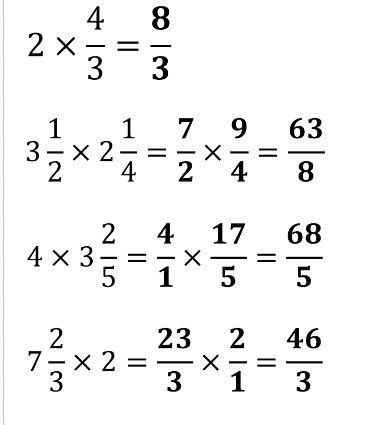 2 × 4/3 = 8/3
3 1/2 × 2 1/4 = 7/2 × 9/4 = 63/8
4 × 3 2/5 = 4/1 × 17/5 = 68/5
7 2/3 × 2 = 23/3 × 2/1 = 46/3